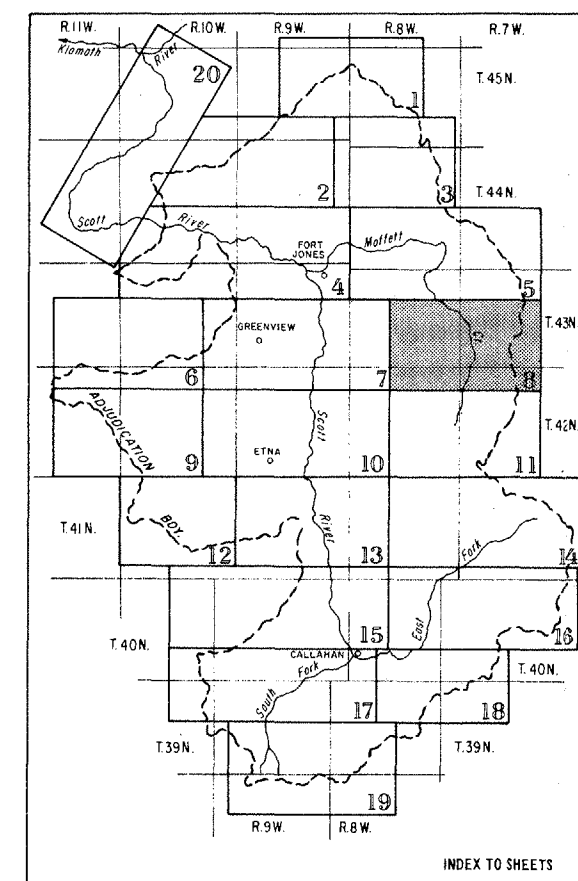 R.11W. R.10W. R.9W. R.8W. R.7W.
Klamath River
20
1
T.45N.
2
3
T.44N.
Scott River
FORT JONES
Moffett
4
5
Cr.
T.43N.
GREENVIEW
6
7
8
Scott
T.42N.
ADJUDICATION
ETNA
9
10
11
T.41N.
BDY.
River
Fork
12
13
14
East
T.40N.
15
16
CALLAHAN
Fork
T.40N.
South
17
18
T.39N.
T.39N.
19
R.9W. R.8W.
INDEX TO SHEETS